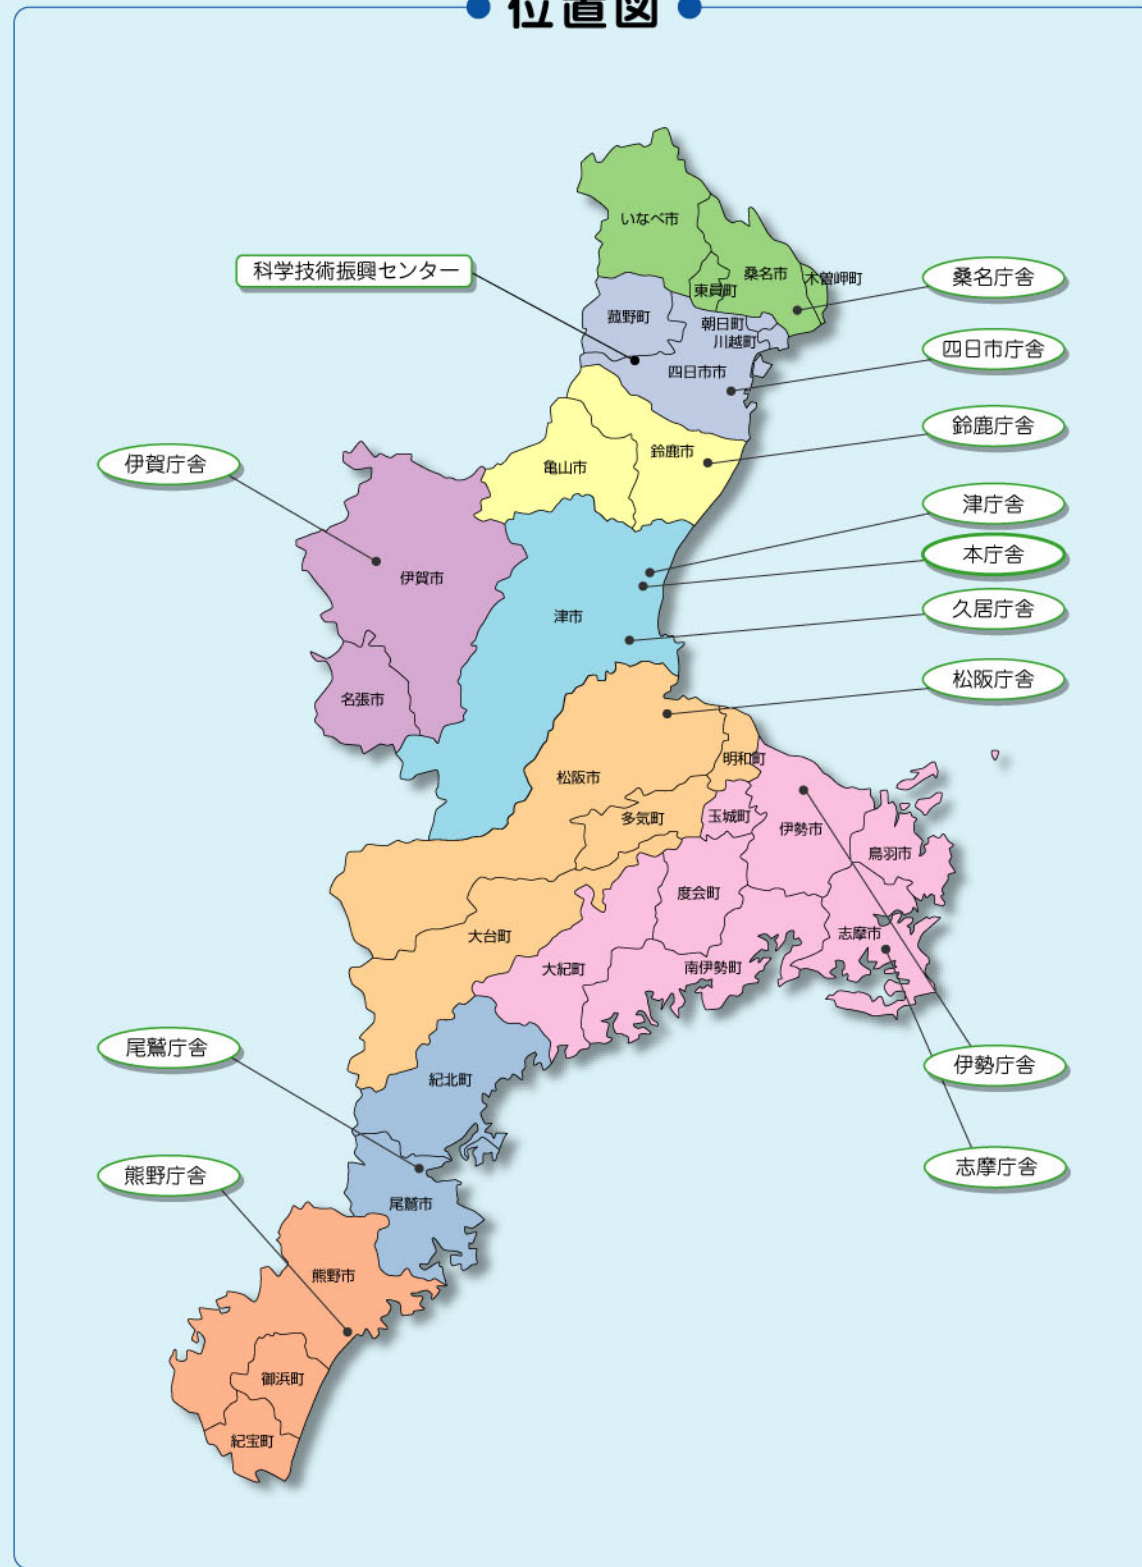 位置図
いなべ市
桑名市
木曽岬町
東員町
科学技術振興センター
桑名庁舎
菰野町
朝日町
川越町
四日市庁舎
四日市市
鈴鹿庁舎
鈴鹿市
亀山市
伊賀庁舎
津庁舎
本庁舎
伊賀市
久居庁舎
津市
松阪庁舎
名張市
明和町
松阪市
多気町
玉城町
伊勢市
鳥羽市
度会町
志摩市
大台町
大紀町
南伊勢町
尾鷲庁舎
伊勢庁舎
紀北町
熊野庁舎
志摩庁舎
尾鷲市
熊野市
御浜町
紀宝町